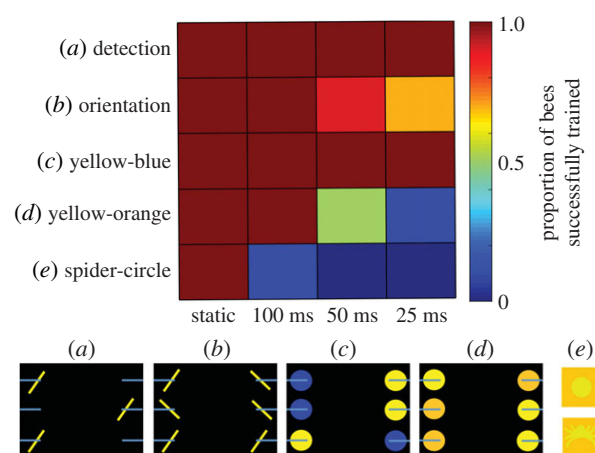 (a) detection
(b) orientation
(c) yellow-blue
(d) yellow-orange
(e) spider-circle
static 100 ms 50 ms 25 ms
1.0
0.5
0
proportion of bees
successfully trained
(a) (b) (c) (d) (e)